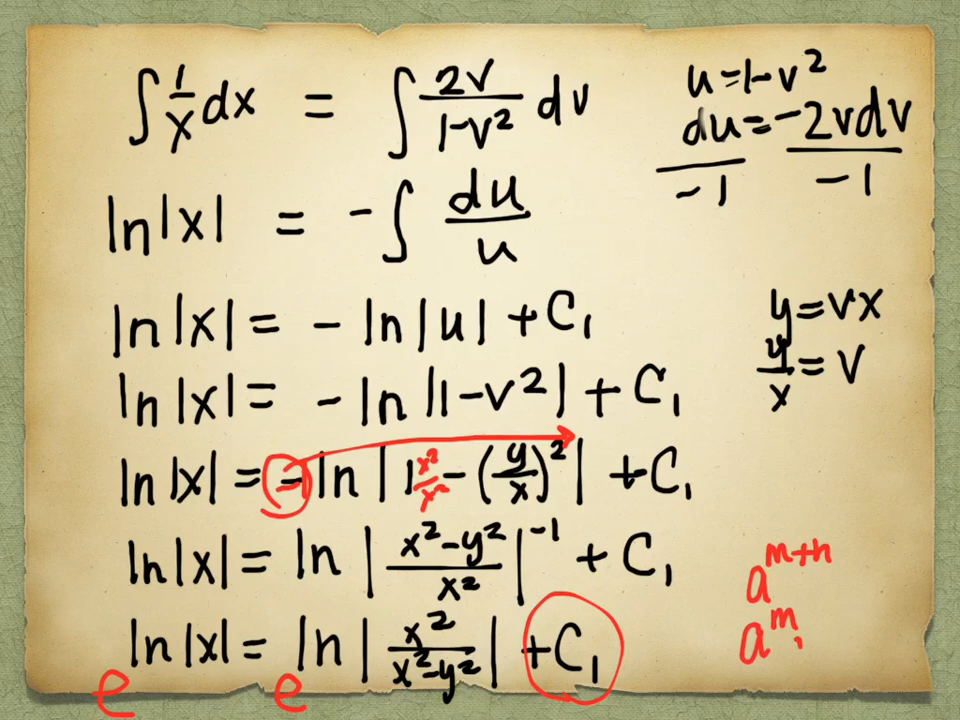 ∫ 1/x dx = ∫ 2v/(1-v²) dv
u = 1-v²
du/-1 = -2vdv/-1
ln|x| = -∫ du/u
ln|x| = -ln|u| + C₁
y = vx
y/x = v
ln|x| = -ln|1-v²| + C₁
ln|x| = -ln|1 x²/x² - (y/x)²| + C₁
ln|x| = ln|(x²-y²)/x²|⁻¹ + C₁
a^(m+n)
ln|x| = ln|x²/(x²-y²)| + C₁
a^m
e e